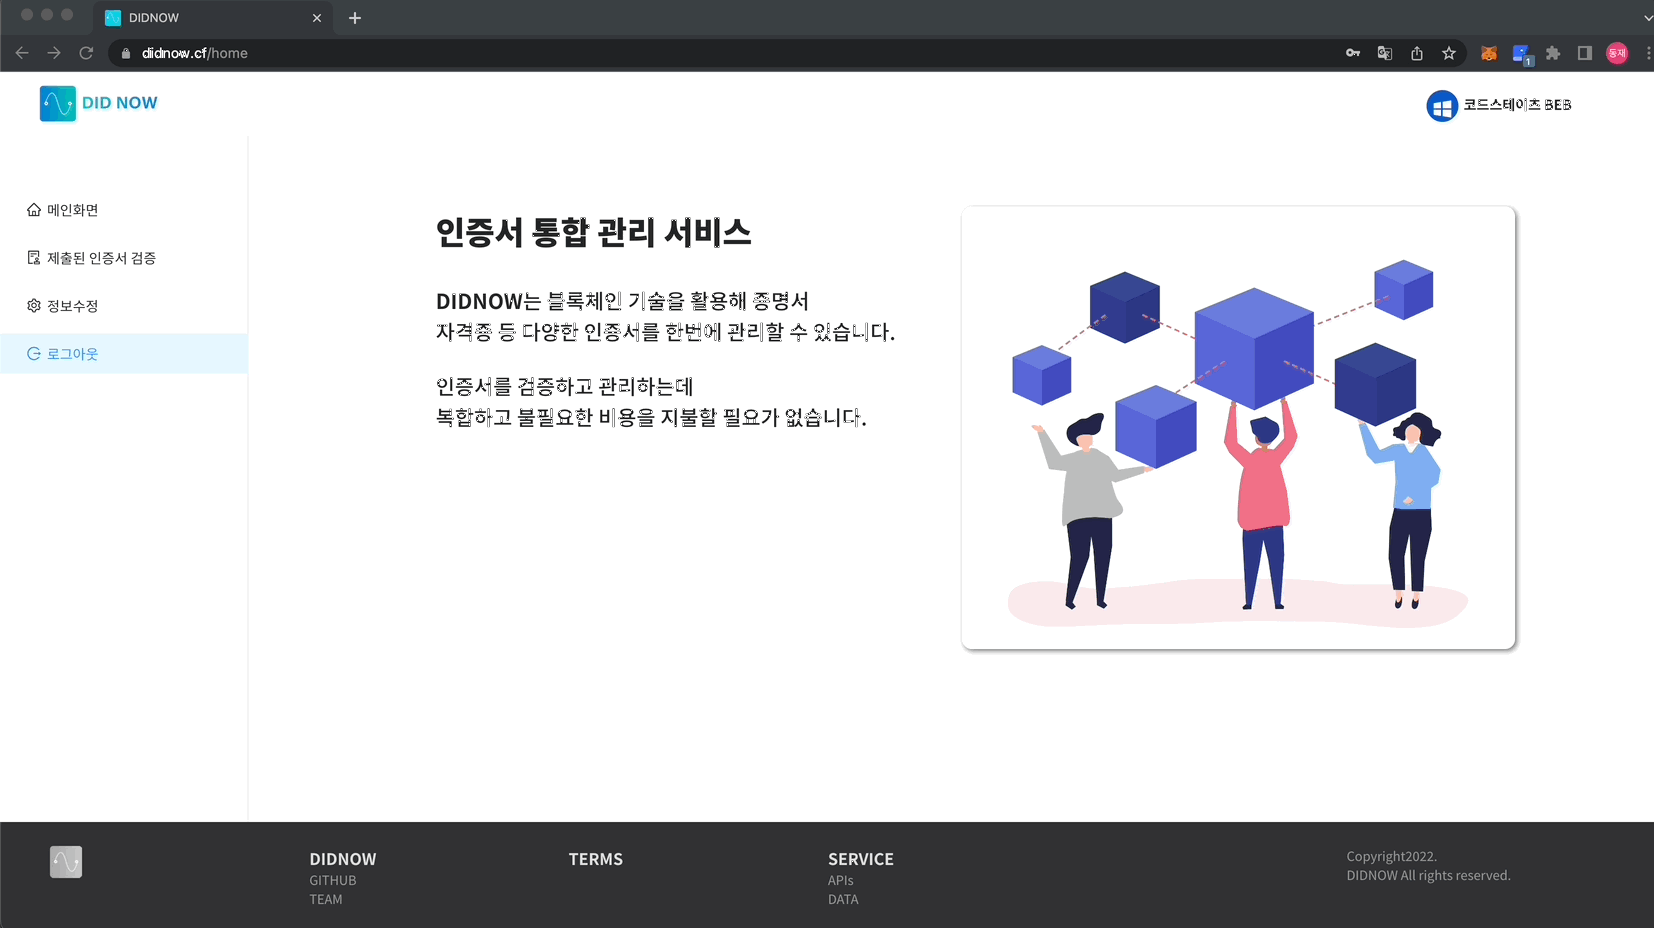 DIDNOW
didnow.cf/home
1
동재
DID NOW
코드스테이츠 BEB
메인화면
제출된 인증서 검증
정보수정
로그아웃
인증서 통합 관리 서비스
DIDNOW는 블록체인 기술을 활용해 증명서
자격증 등 다양한 인증서를 한번에 관리할 수 있습니다.
인증서를 검증하고 관리하는데
복합하고 불필요한 비용을 지불할 필요가 없습니다.
DIDNOW
GITHUB
TEAM
TERMS
SERVICE
APIs
DATA
Copyright2022.
DIDNOW All rights reserved.